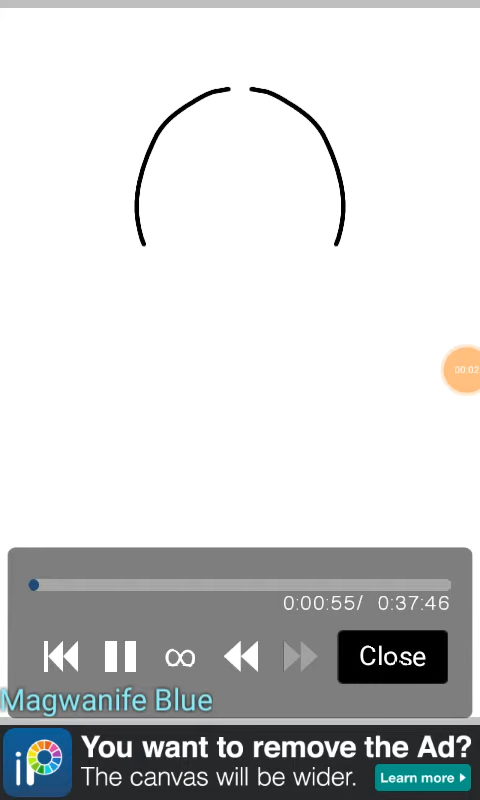 00:02
0:00:55/ 0:37:46
Close
Magwanife Blue
iP
You want to remove the Ad?
The canvas will be wider.
Learn more